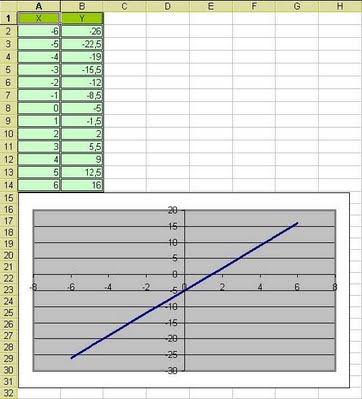 A B C D E F G H
1 X Y
2 -6 -26
3 -5 -22,5
4 -4 -19
5 -3 -15,5
6 -2 -12
7 -1 -8,5
8 0 -5
9 1 -1,5
10 2 2
11 3 5,5
12 4 9
13 5 12,5
14 6 16
15
16
17 20
18 15
19 10
20
21 5
22 0
23 -8 -6 -4 -2 0 2 4 6 8
24 -5
25 -10
26 -15
27 -20
28
29 -25
30 -30
31
32